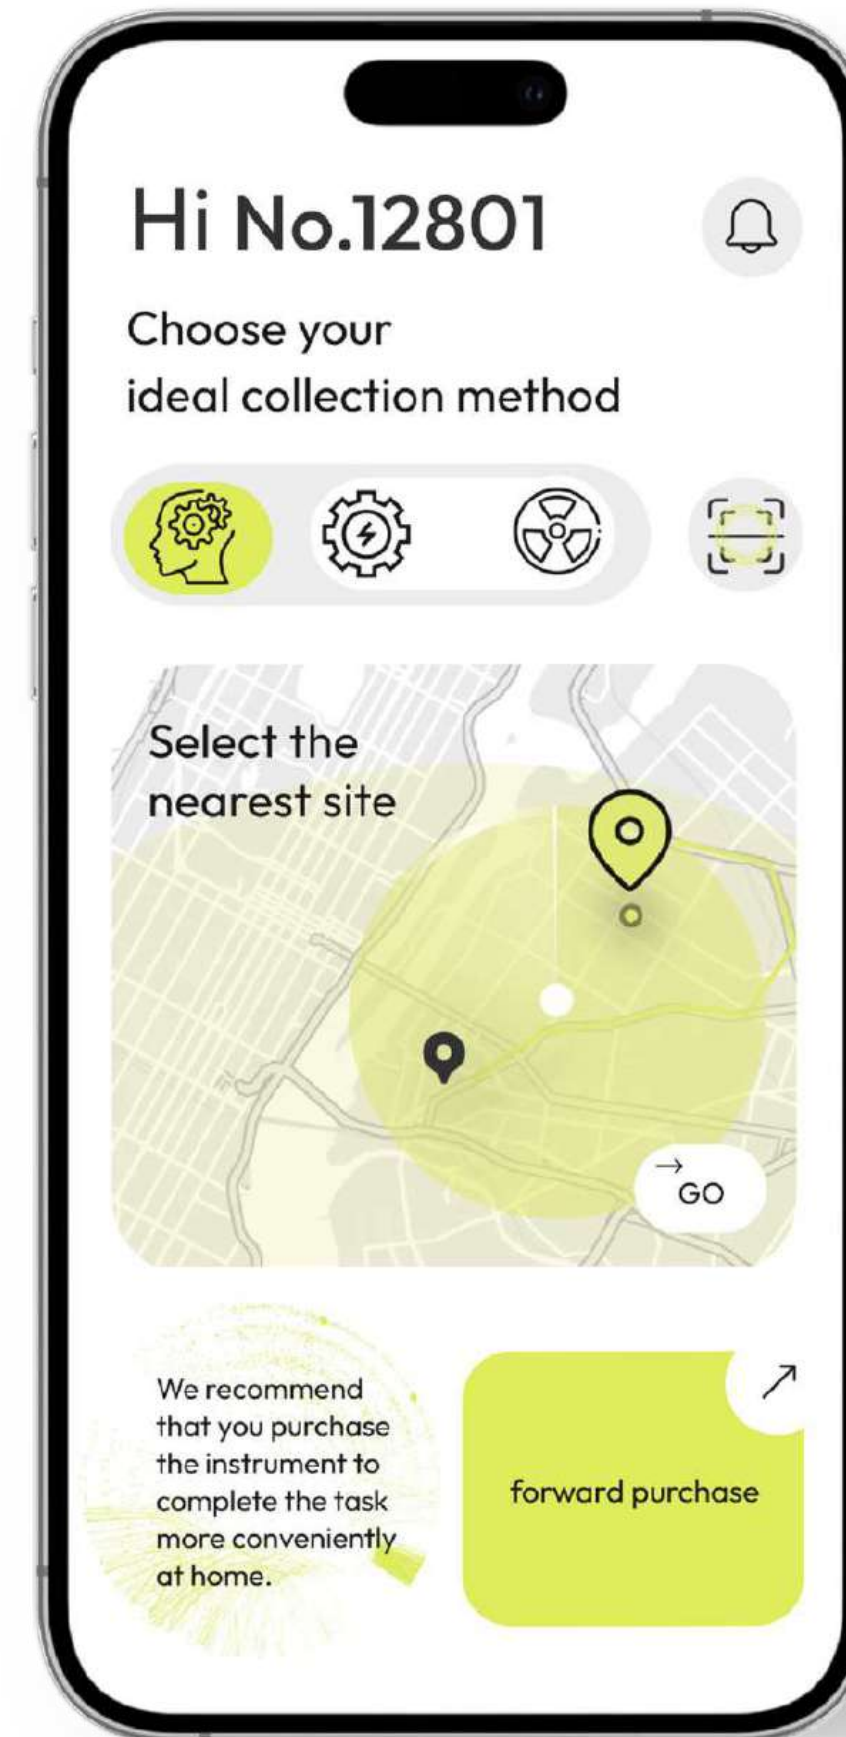 Hi No.12801
Choose your
ideal collection method
Select the
nearest site
GO
We recommend
that you purchase
the instrument to
complete the task
more conveniently
at home.
forward purchase